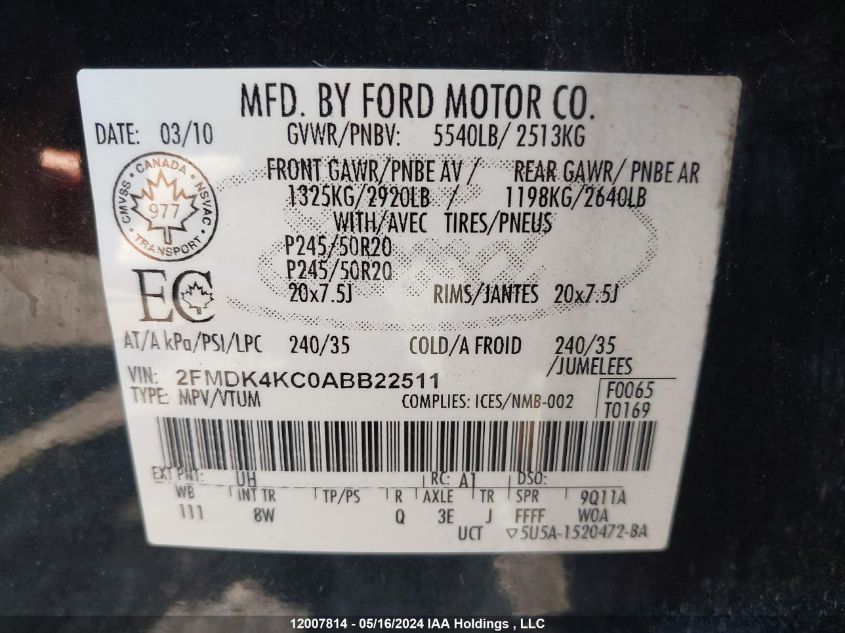 MFD. BY FORD MOTOR CO.
DATE: 03/10 GVWR/PNBV: 5540LB/ 2513KG
FRONT GAWR/PNBE AV / REAR GAWR/ PNBE AR
1325KG/2920LB / 1198KG/2640LB
WITH/AVEC TIRES/PNEUS
CMVSS · CANADA · NSVAC
977
TRANSPORT
P245/50R20
P245/50R20
EC
20x7.5J RIMS/JANTES 20x7.5J
AT/A kPa/PSI/LPC 240/35 COLD/A FROID 240/35
/JUMELEES
VIN: 2FMDK4KC0ABB22511 F0065
TYPE: MPV/VTUM COMPLIES: ICES/NMB-002 T0169
EXT PNT: UH RC: A1 DSO:
WB INT TR TP/PS R AXLE TR SPR 9Q11A
111 8W Q 3E J FFFF WOA
UCT ▽5U5A-1520472-BA
12007814 - 05/16/2024 IAA Holdings , LLC